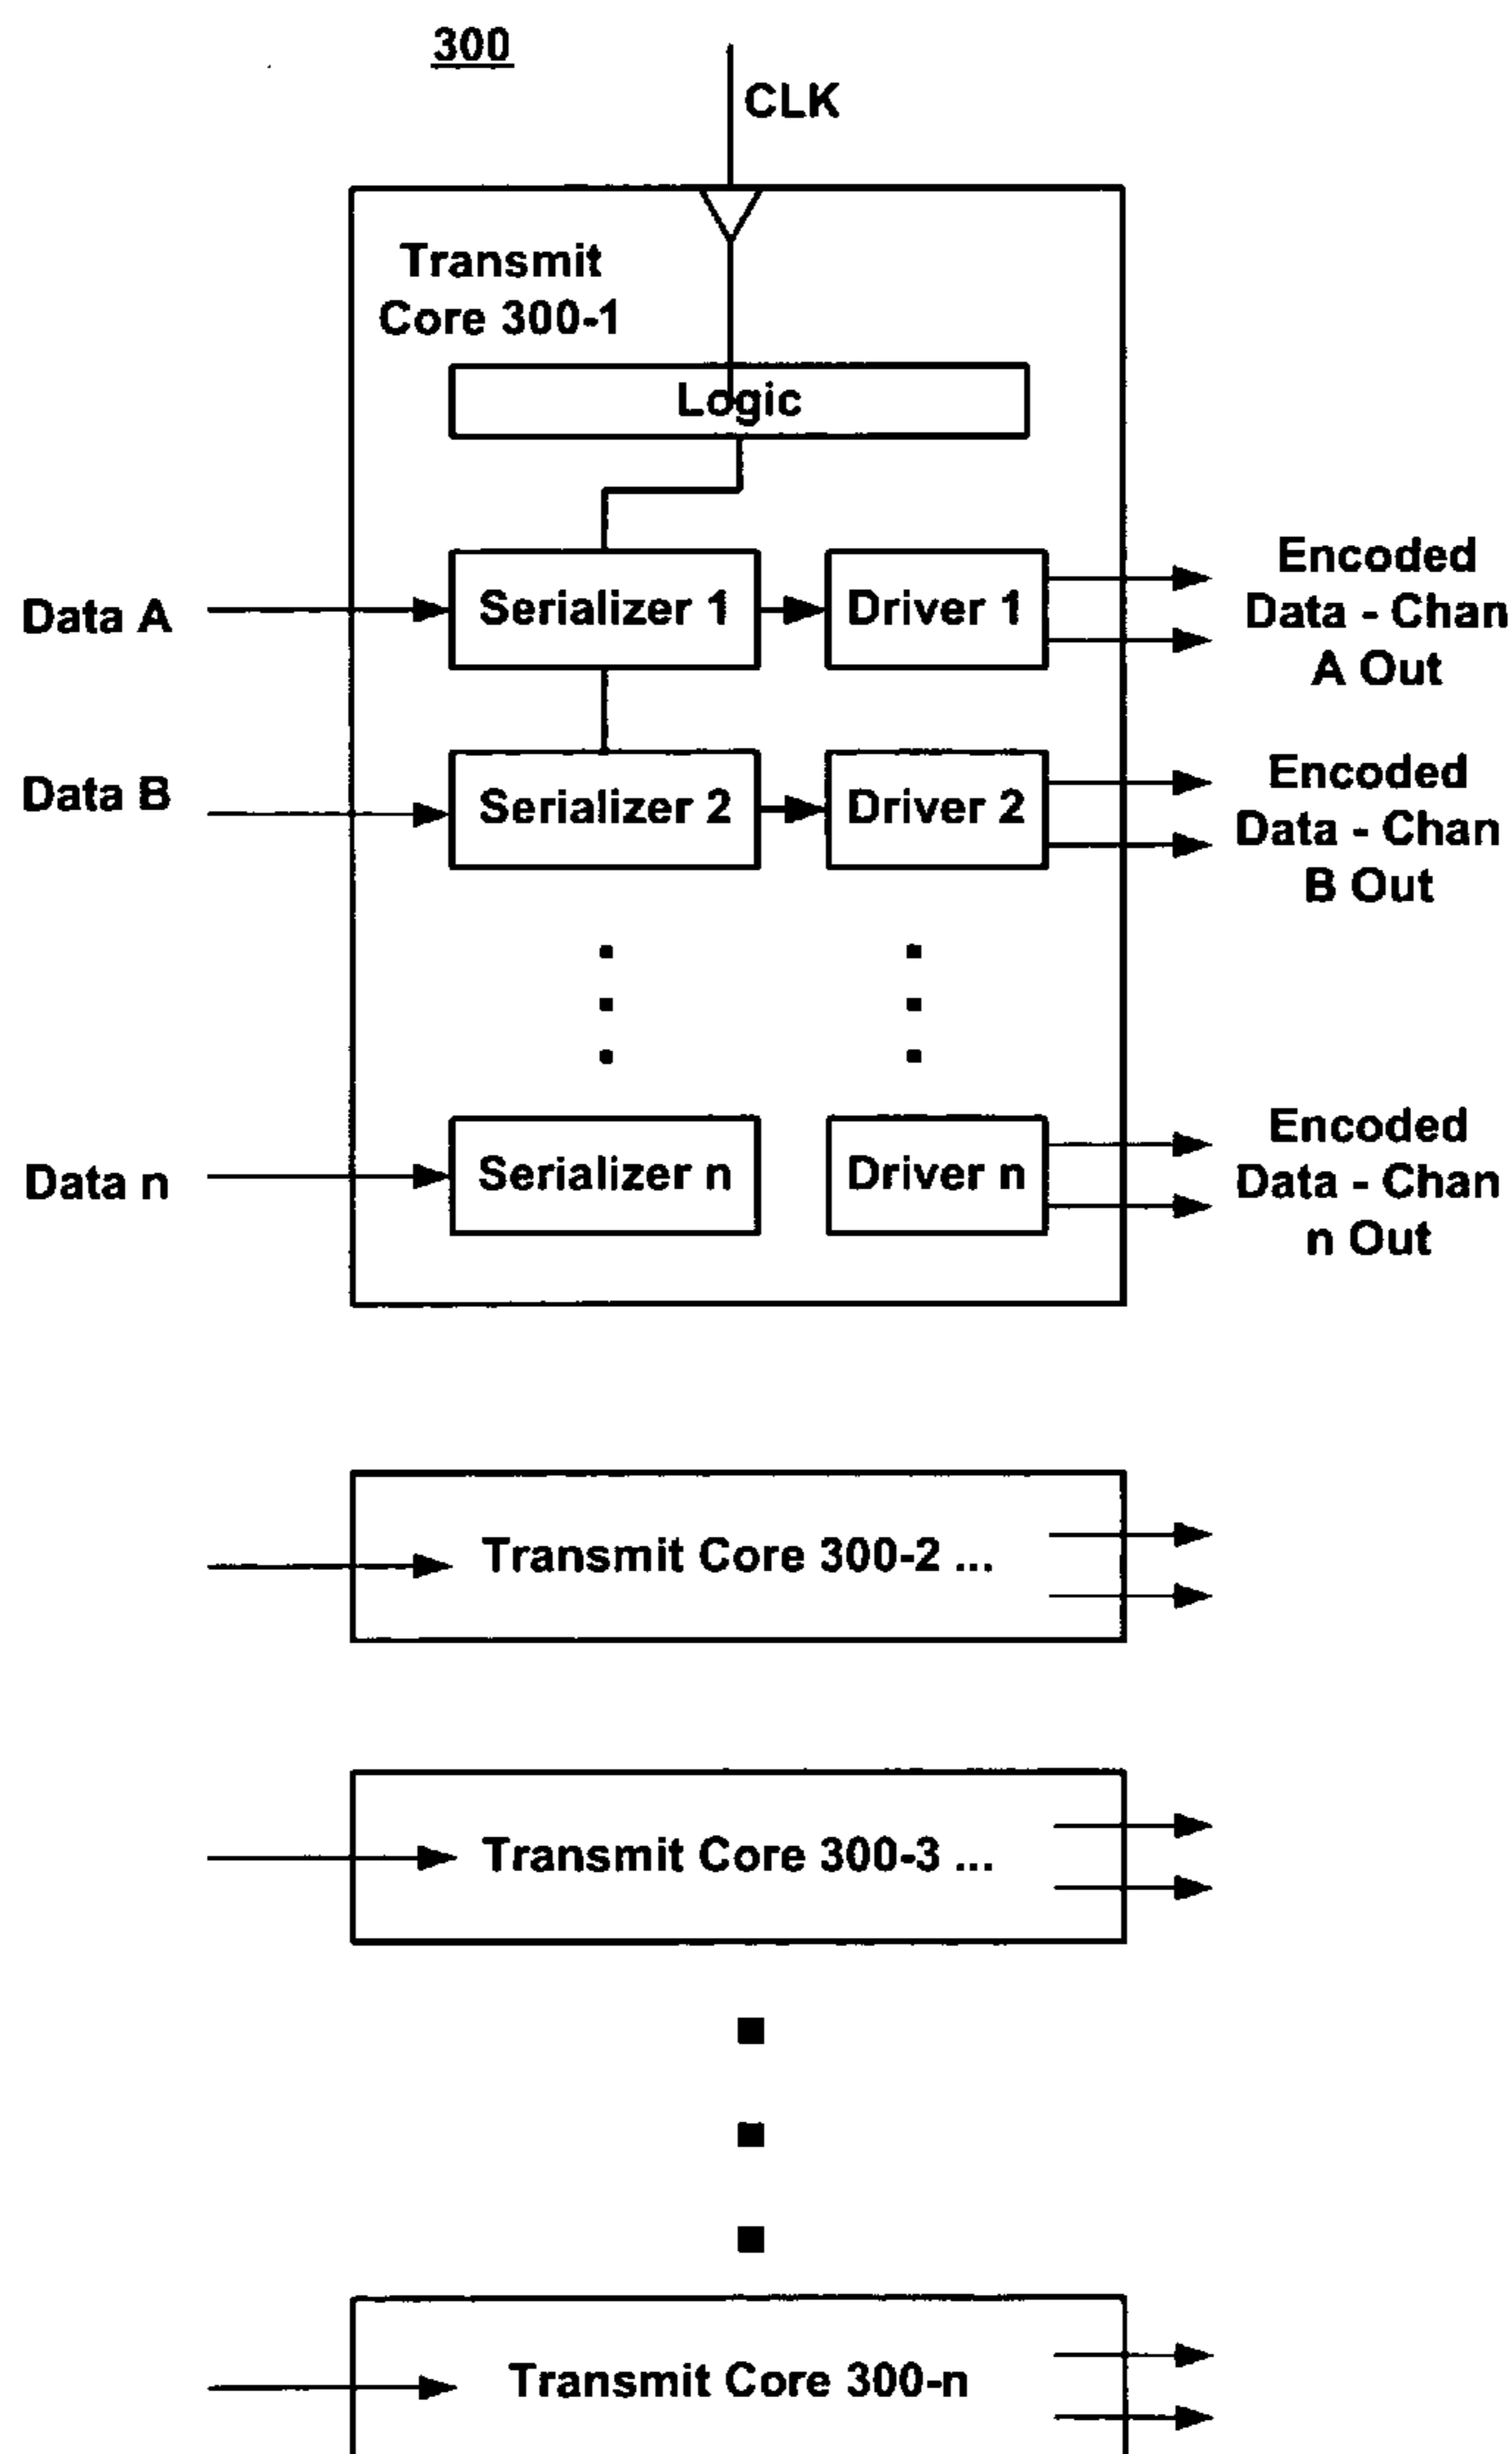 300
CLK
Transmit
Core 300-1
Logic
Data A
Serializer 1
Driver 1
Encoded
Data - Chan
A Out
Data B
Serializer 2
Driver 2
Encoded
Data - Chan
B Out
Data n
Serializer n
Driver n
Encoded
Data - Chan
n Out
Transmit Core 300-2 ...
Transmit Core 300-3 ...
Transmit Core 300-n